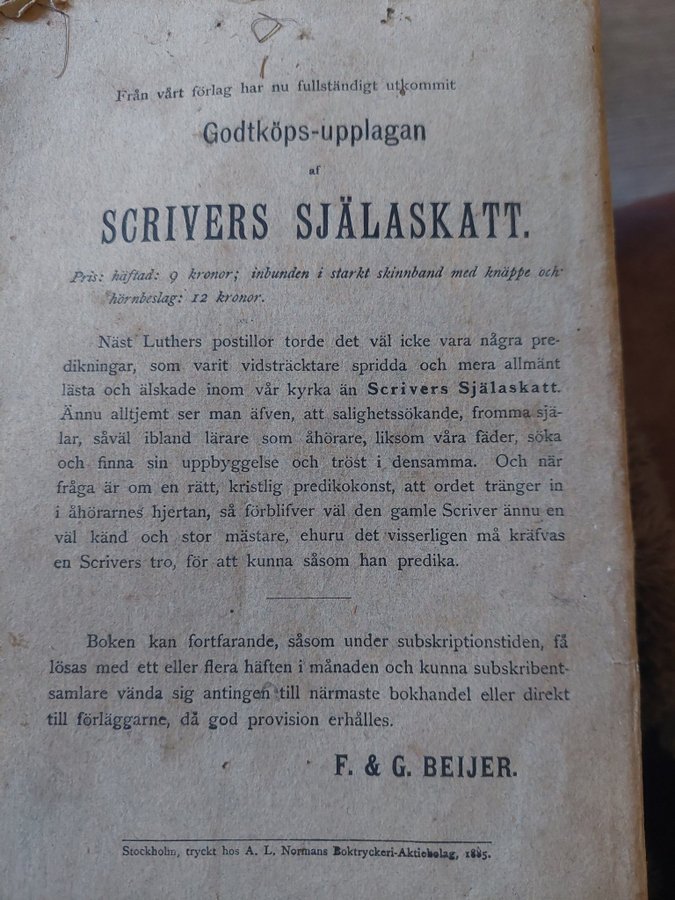 Från vårt förlag har nu fullständigt utkommit
Godtköps-upplagan
af
SCRIVERS SJÄLASKATT.
Pris: häftad: 9 kronor; inbunden i starkt skinnband med knäppe och
hörnbeslag: 12 kronor.
Näst Luthers postillor torde det väl icke vara några pre-
dikningar, som varit vidsträcktare spridda och mera allmänt
lästa och älskade inom vår kyrka än Scrivers Själaskatt.
Ännu alltjemt ser man äfven, att salighetssökande, fromma sjä-
lar, såväl ibland lärare som åhörare, liksom våra fäder, söka
och finna sin uppbyggelse och tröst i densamma. Och när
fråga är om en rätt, kristlig predikokonst, att ordet tränger in
i åhörarnes hjertan, så förblifver väl den gamle Scriver ännu en
väl känd och stor mästare, ehuru det visserligen må kräfvas
en Scrivers tro, för att kunna såsom han predika.
Boken kan fortfarande, såsom under subskriptionstiden, få
lösas med ett eller flera häften i månaden och kunna subskribent-
samlare vända sig antingen till närmaste bokhandel eller direkt
till förläggarne, då god provision erhålles.
F. & G. BEIJER.
Stockholm, tryckt hos A. L. Normans Boktryckeri-Aktiebolag, 1885.